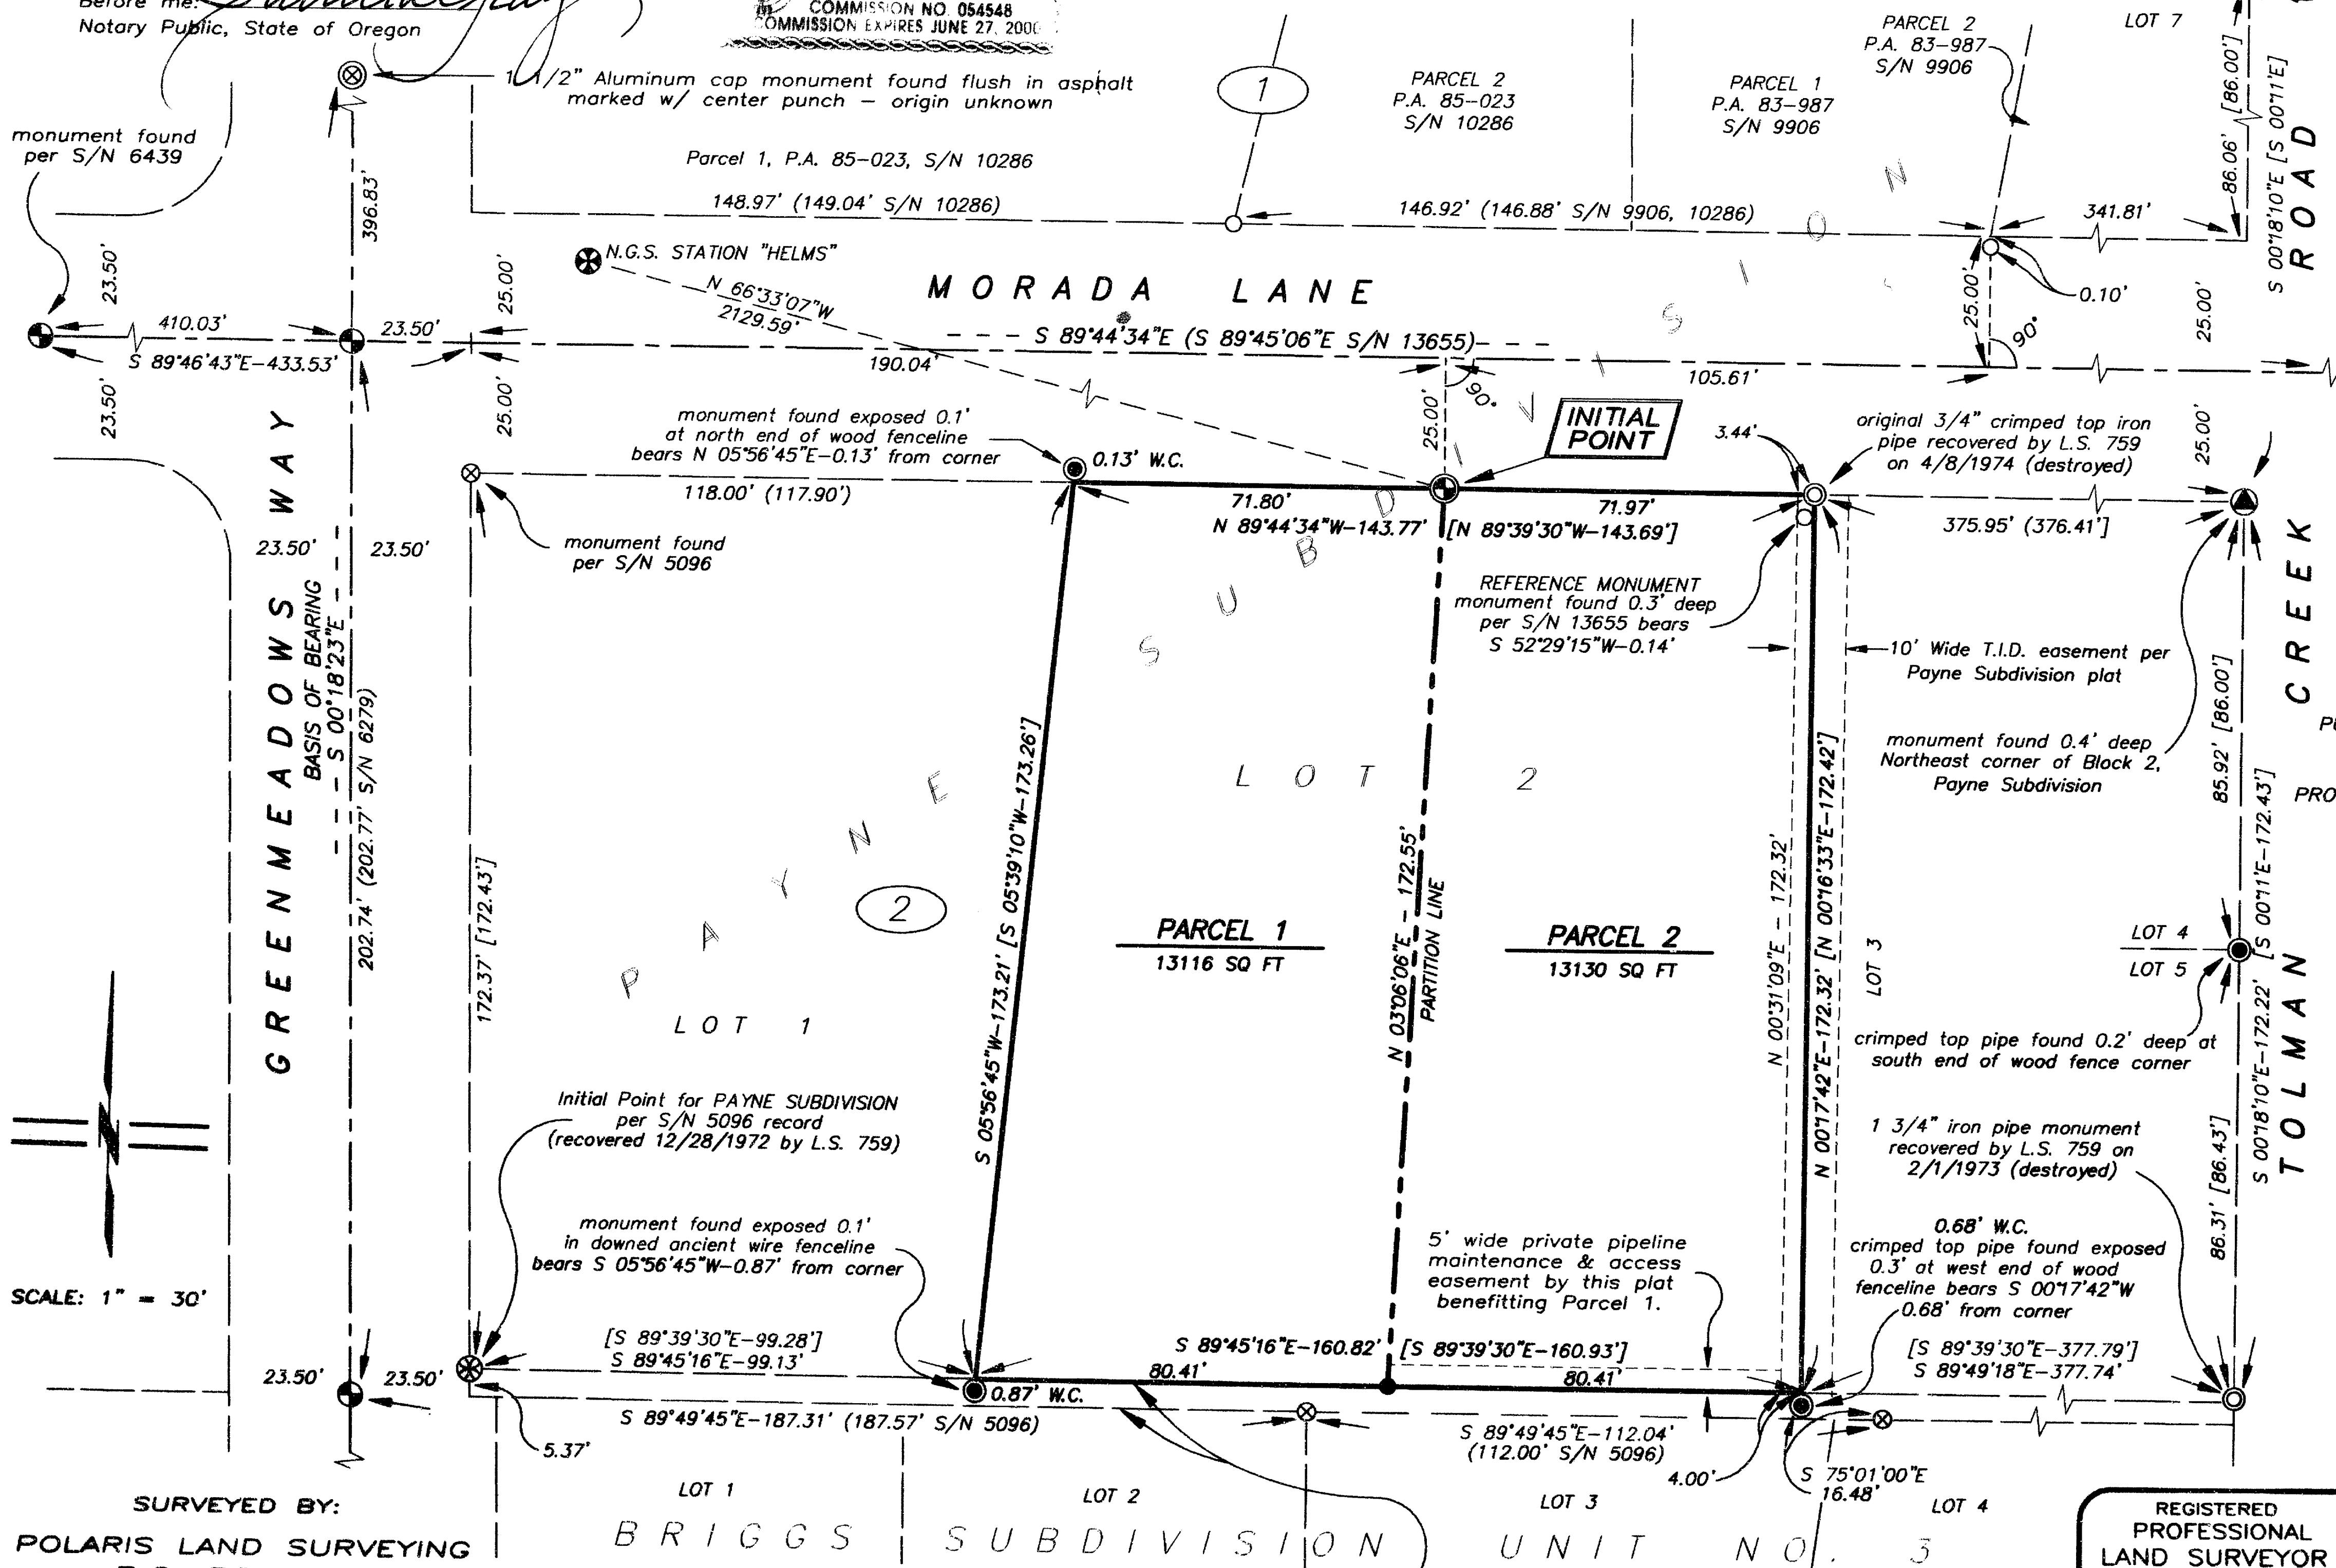 Before me:
Notary Public, State of Oregon
COMMISSION NO. 054548
COMMISSION EXPIRES JUNE 27, 2000
1 1/2" Aluminum cap monument found flush in asphalt
marked w/ center punch – origin unknown
monument found
per S/N 6439
396.83'
Parcel 1, P.A. 85-023, S/N 10286
148.97' (149.04' S/N 10286)
1
PARCEL 2
P.A. 85-023
S/N 10286
PARCEL 1
P.A. 83-987
S/N 9906
PARCEL 2
P.A. 83-987
S/N 9906
LOT 7
146.92' (146.88' S/N 9906, 10286)
341.81'
86.06' [86.00']
S 00°18'10"E [S 00°11'E]
TOLMAN CREEK ROAD
0.10'
25.00'
90°
25.00'
N.G.S. STATION "HELMS"
N 66°33'07"W
2129.59'
MORADA LANE
S 89°44'34"E (S 89°45'06"E S/N 13655)
190.04'
105.61'
23.50'
23.50'
410.03'
S 89°46'43"E-433.53'
23.50'
25.00'
25.00'
25.00'
90°
INITIAL
POINT
monument found exposed 0.1'
at north end of wood fenceline
bears N 05°56'45"E-0.13' from corner
0.13' W.C.
118.00' (117.90')
71.80'
71.97'
N 89°44'34"W-143.77' [N 89°39'30"W-143.69']
3.44'
original 3/4" crimped top iron
pipe recovered by L.S. 759
on 4/8/1974 (destroyed)
25.00'
375.95' (376.41']
monument found
per S/N 5096
REFERENCE MONUMENT
monument found 0.3' deep
per S/N 13655 bears
S 52°29'15"W-0.14'
10' Wide T.I.D. easement per
Payne Subdivision plat
monument found 0.4' deep
Northeast corner of Block 2,
Payne Subdivision
GREENMEADOWS WAY
23.50'
23.50'
BASIS OF BEARING
S 00°18'23"E
202.74' (202.77' S/N 6279)
172.37' [172.43']
PAYNE SUBDIVISION
LOT 1
2
LOT 2
S 05°56'45"W-173.21' [S 05°39'10"W-173.26']
PARCEL 1
13116 SQ FT
N 03°06'06"E - 172.55'
PARTITION LINE
PARCEL 2
13130 SQ FT
N 00°31'09"E - 172.32'
N 00°17'42"E-172.32' [N 00°16'33"E-172.42']
LOT 3
LOT 4
LOT 5
85.92' [86.00']
S 00°18'10"E-172.22' [S 00°11'E-172.43']
PRO
crimped top pipe found 0.2' deep at
south end of wood fence corner
1 3/4" iron pipe monument
recovered by L.S. 759 on
2/1/1973 (destroyed)
86.31' [86.43']
0.68' W.C.
crimped top pipe found exposed
0.3' at west end of wood
fenceline bears S 00°17'42"W
0.68' from corner
N
SCALE: 1" = 30'
Initial Point for PAYNE SUBDIVISION
per S/N 5096 record
(recovered 12/28/1972 by L.S. 759)
monument found exposed 0.1'
in downed ancient wire fenceline
bears S 05°56'45"W-0.87' from corner
5' wide private pipeline
maintenance & access
easement by this plat
benefitting Parcel 1.
[S 89°39'30"E-99.28']
S 89°45'16"E-99.13'
S 89°45'16"E-160.82' [S 89°39'30"E-160.93']
80.41'
80.41'
[S 89°39'30"E-377.79']
S 89°49'18"E-377.74'
23.50'
23.50'
0.87' W.C.
S 89°49'45"E-187.31' (187.57' S/N 5096)
5.37'
S 89°49'45"E-112.04'
(112.00' S/N 5096)
4.00'
S 75°01'00"E
16.48'
LOT 1
LOT 2
LOT 3
LOT 4
BRIGGS SUBDIVISION UNIT NO. 3
SURVEYED BY:
POLARIS LAND SURVEYING
REGISTERED
PROFESSIONAL
LAND SURVEYOR